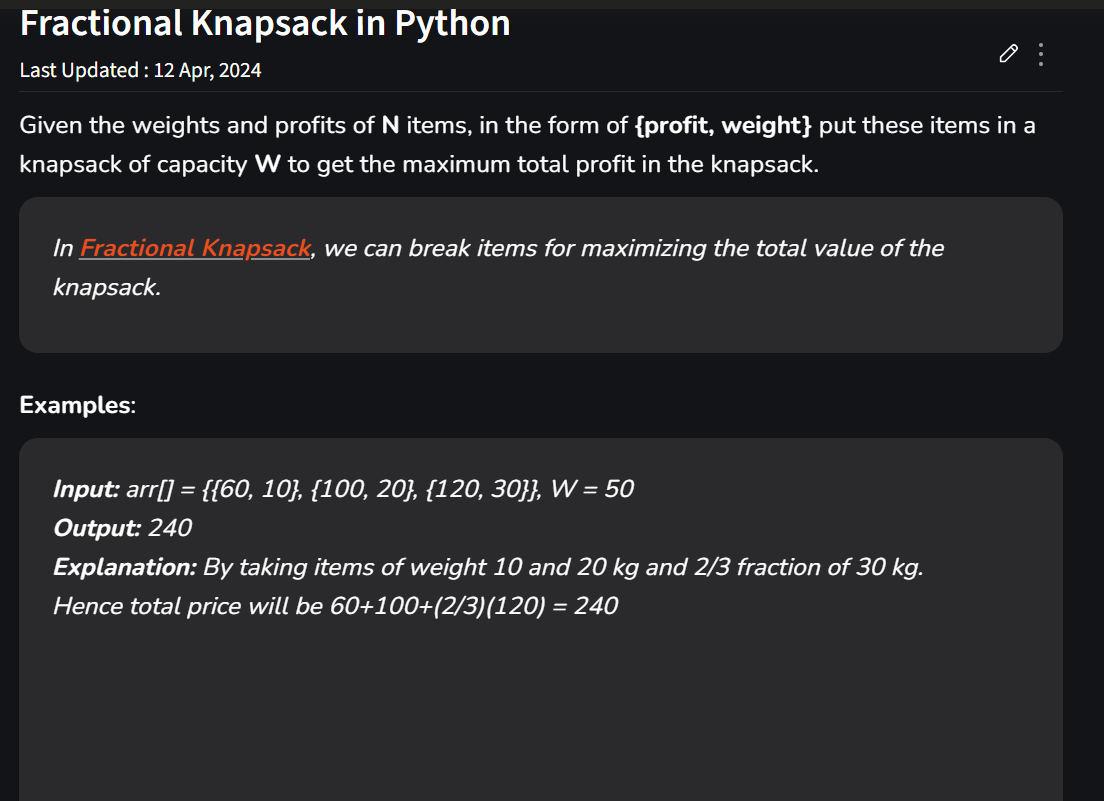 Fractional Knapsack in Python
Last Updated : 12 Apr, 2024
Given the weights and profits of N items, in the form of {profit, weight} put these items in a
knapsack of capacity W to get the maximum total profit in the knapsack.
In Fractional Knapsack, we can break items for maximizing the total value of the
knapsack.
Examples:
Input: arr[] = {{60, 10}, {100, 20}, {120, 30}}, W = 50
Output: 240
Explanation: By taking items of weight 10 and 20 kg and 2/3 fraction of 30 kg.
Hence total price will be 60+100+(2/3)(120) = 240